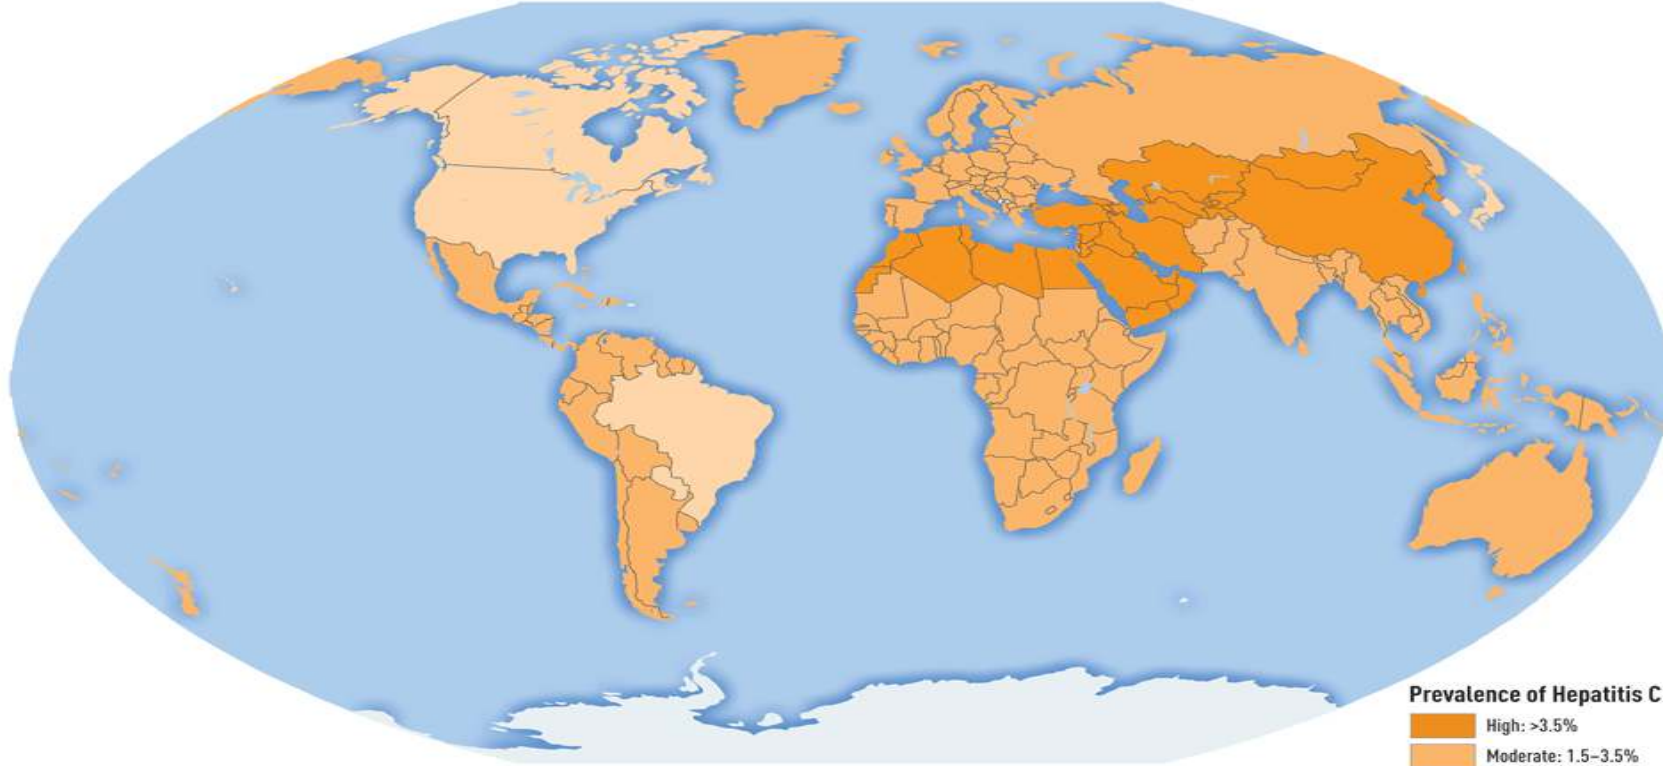 Prevalence of Hepatitis C
High: >3.5%
Moderate: 1.5–3.5%